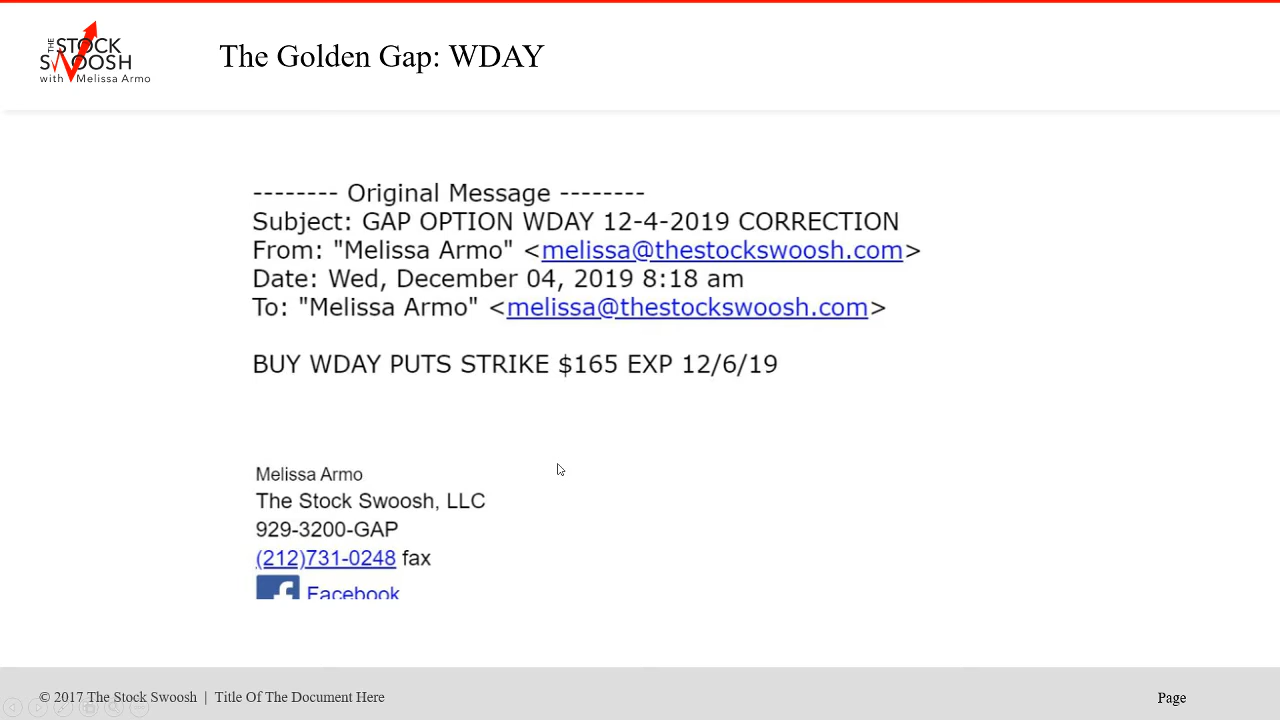 THE STOCK
SWOOSH
with Melissa Armo
The Golden Gap: WDAY
-------- Original Message --------
Subject: GAP OPTION WDAY 12-4-2019 CORRECTION
From: "Melissa Armo" <melissa@thestockswoosh.com>
Date: Wed, December 04, 2019 8:18 am
To: "Melissa Armo" <melissa@thestockswoosh.com>
BUY WDAY PUTS STRIKE $165 EXP 12/6/19
Melissa Armo
The Stock Swoosh, LLC
929-3200-GAP
(212)731-0248 fax
Facebook
© 2017 The Stock Swoosh | Title Of The Document Here
Page